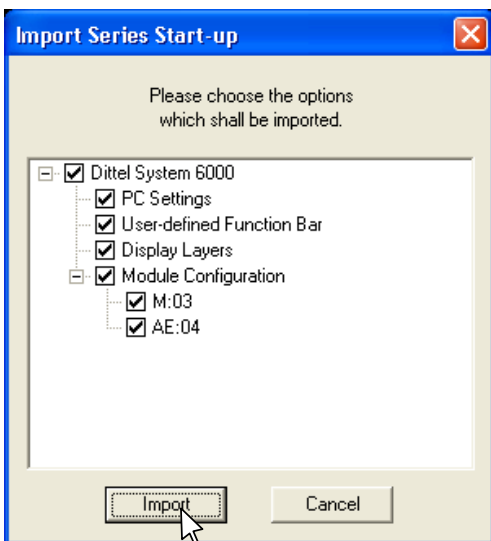 Import Series Start-up
Please choose the options
which shall be imported.
Dittel System 6000
PC Settings
User-defined Function Bar
Display Layers
Module Configuration
M:03
AE:04
Import
Cancel